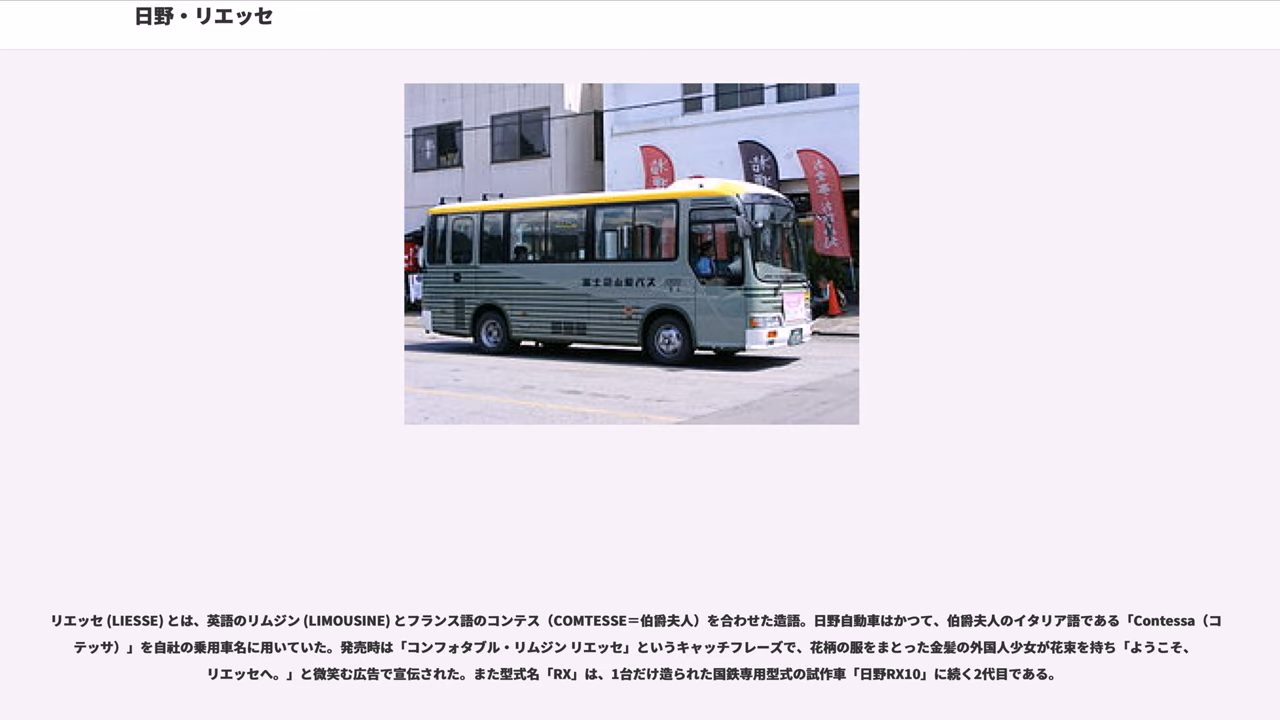 日野・リエッセ
富士急山梨バス
リエッセ (LIESSE) とは、英語のリムジン (LIMOUSINE) とフランス語のコンテス（COMTESSE＝伯爵夫人）を合わせた造語。日野自動車はかつて、伯爵夫人のイタリア語である「Contessa（コ
テッサ）」を自社の乗用車名に用いていた。発売時は「コンフォタブル・リムジン リエッセ」というキャッチフレーズで、花柄の服をまとった金髪の外国人少女が花束を持ち「ようこそ、
リエッセへ。」と微笑む広告で宣伝された。また型式名「RX」は、1台だけ造られた国鉄専用型式の試作車「日野RX10」に続く2代目である。